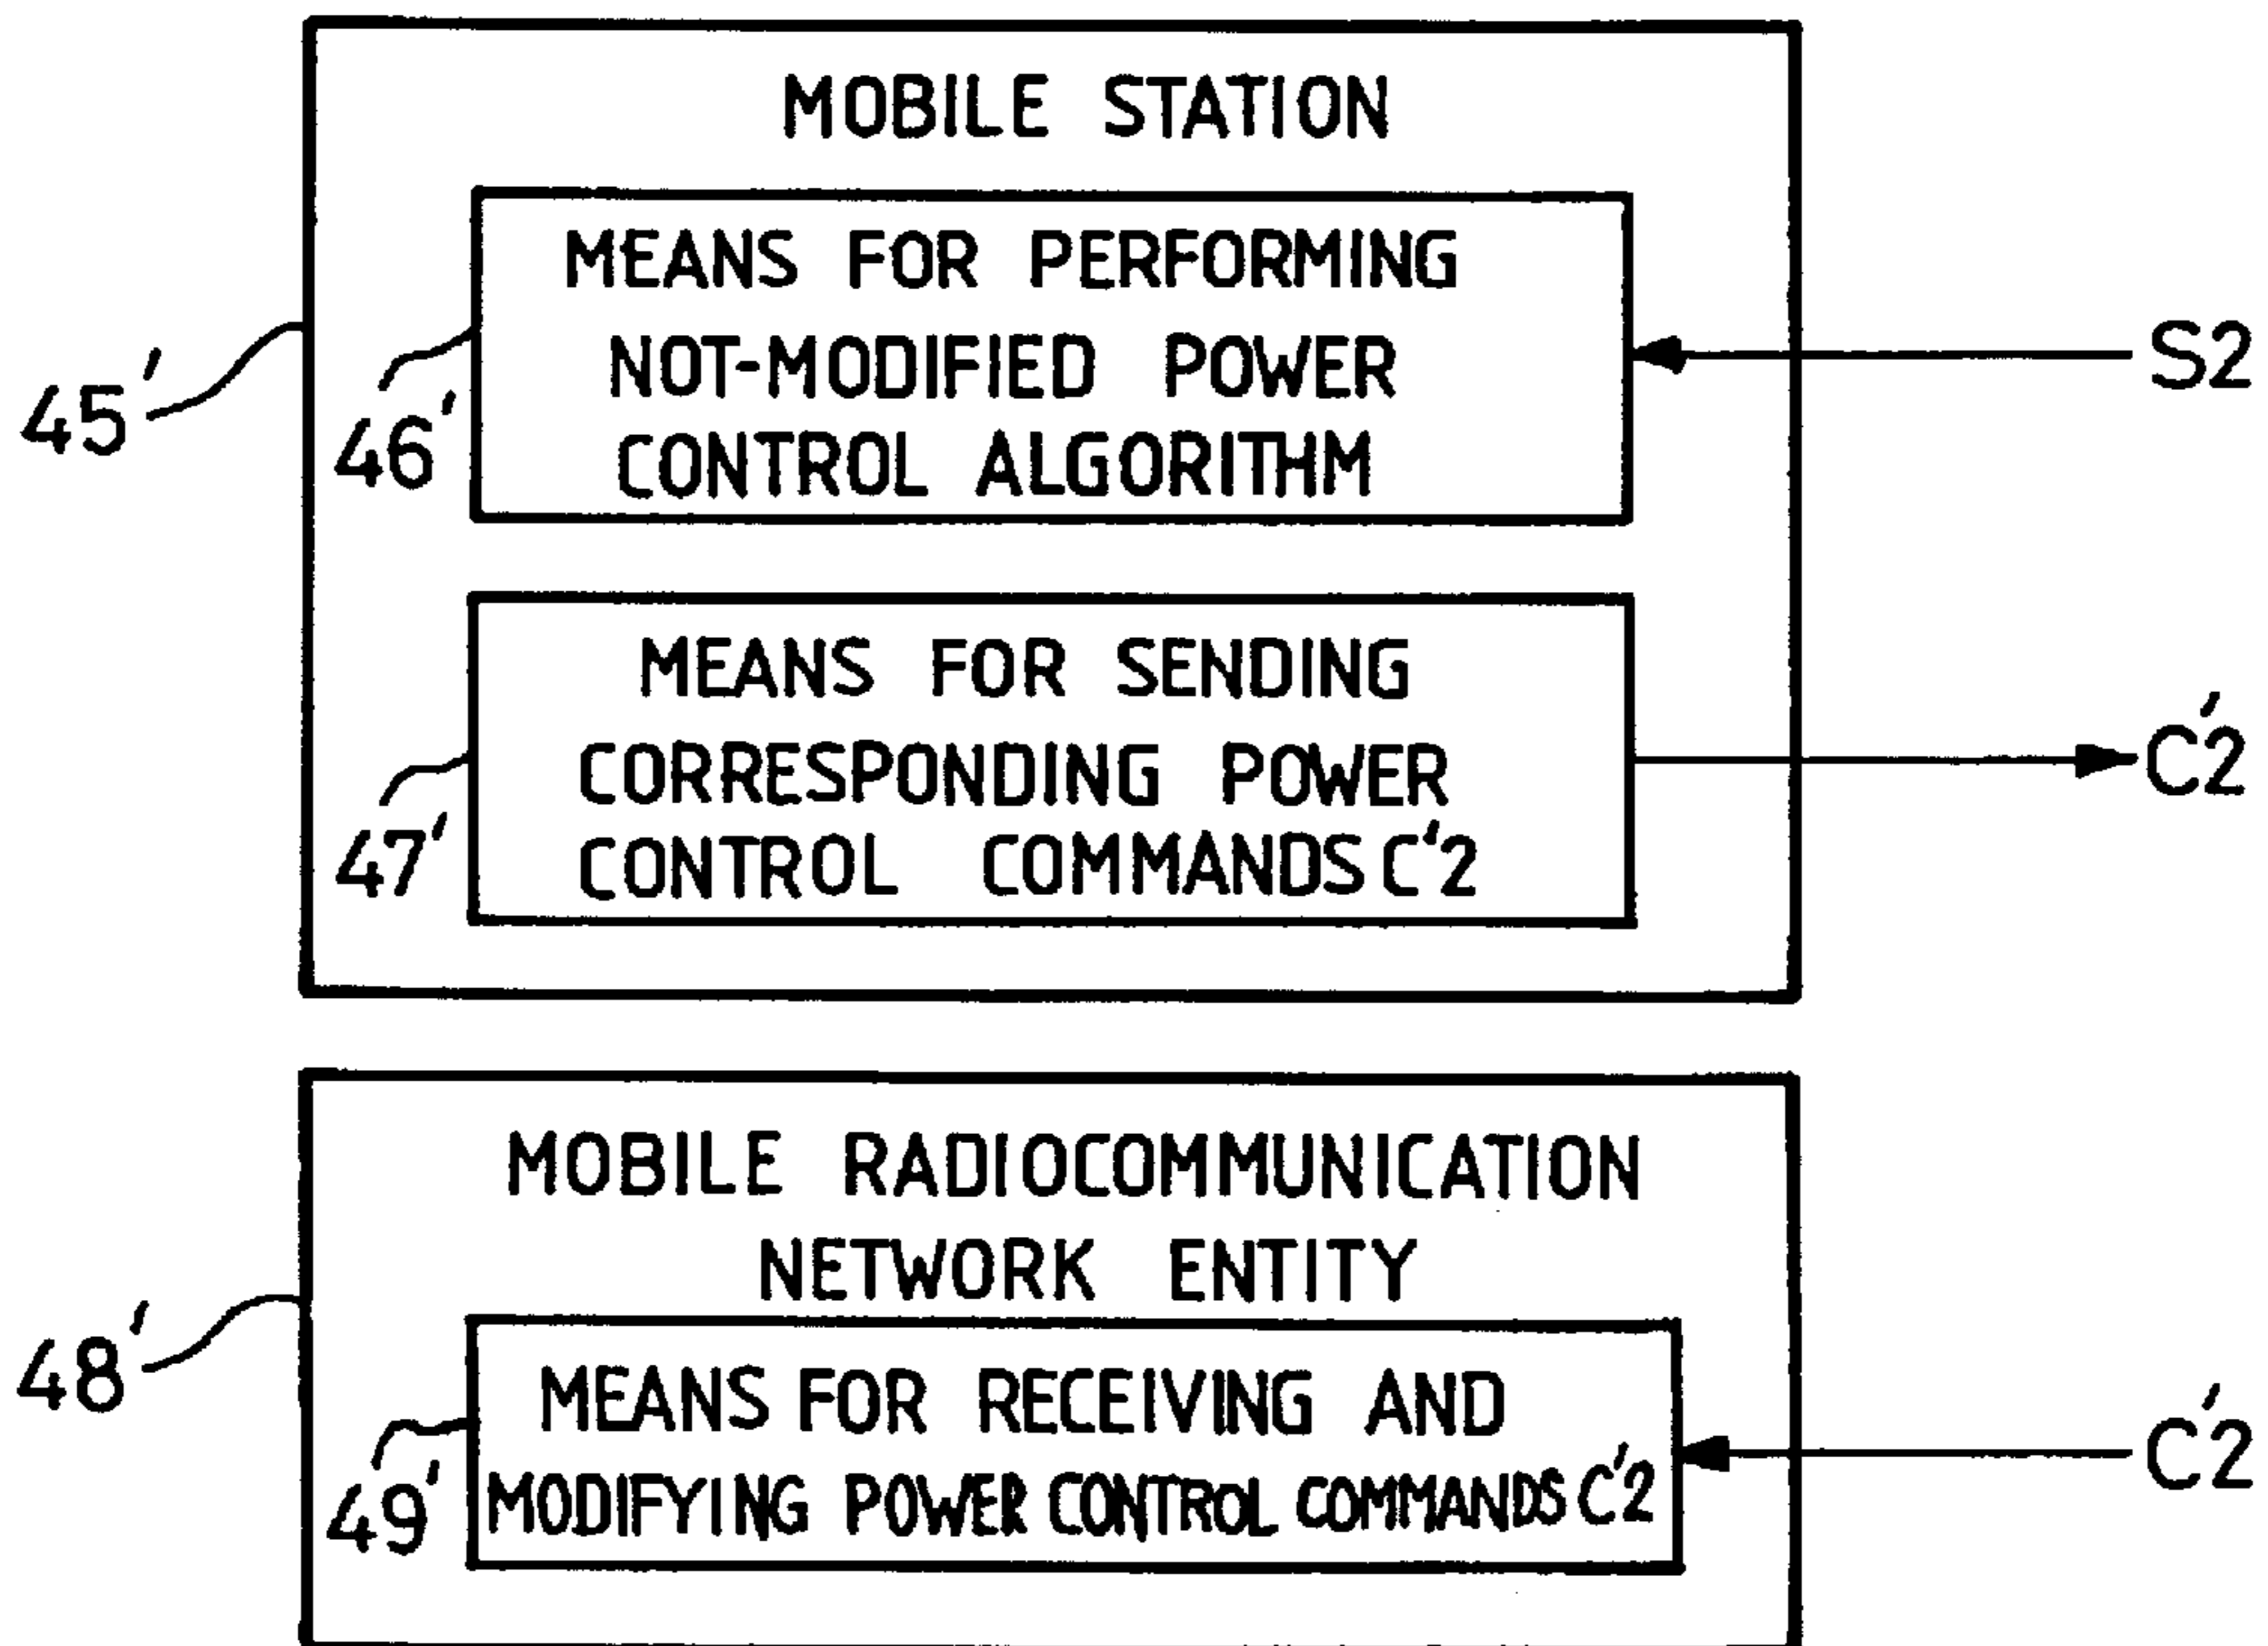 MOBILE STATION
MEANS FOR PERFORMING
NOT-MODIFIED POWER
CONTROL ALGORITHM
S2
45'
46'
MEANS FOR SENDING
CORRESPONDING POWER
CONTROL COMMANDS C'2
C'2
47'
MOBILE RADIOCOMMUNICATION
NETWORK ENTITY
48'
MEANS FOR RECEIVING AND
MODIFYING POWER CONTROL COMMANDS C'2
C'2
49'